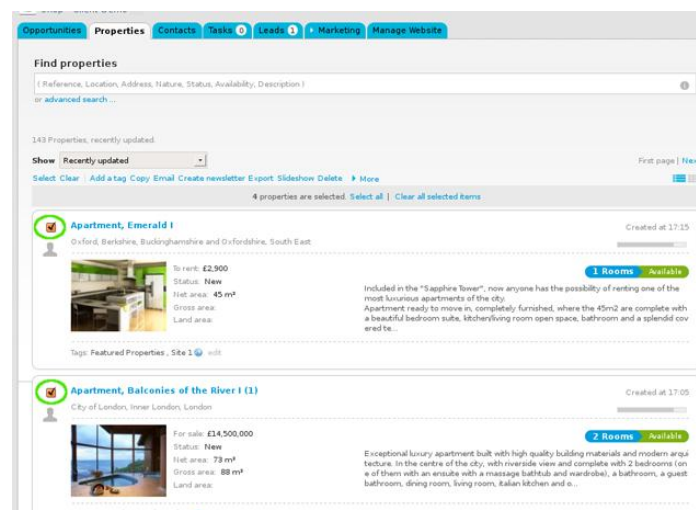 Opportunities Properties Contacts Tasks 0 Leads 1 Marketing Manage Website
Find properties
( Reference, Location, Address, Nature, Status, Availability, Description )
or advanced search ...
143 Properties, recently updated
Show Recently updated First page | Nex
Select Clear Add a tag Copy Email Create newsletter Export Slideshow Delete More
4 properties are selected. Select all | Clear all selected items
Apartment, Emerald I Created at 17:15
Oxford, Berkshire, Buckinghamshire and Oxfordshire, South East
To rent: £2,900 1 Rooms Available
Status: New
Net area: 45 m²
Gross area:
Land area:
Included in the "Sapphire Tower", now anyone has the possibility of renting one of the
most luxurious apartments of the city.
Apartment ready to move in, completely furnished, where the 45m2 are complete with
a beautiful bedroom suite, kitchen/living room open space, bathroom and a splendid cov
ered te...
Tags: Featured Properties , Site 1 edit
Apartment, Balconies of the River I (1) Created at 17:05
City of London, Inner London, London
For sale: £14,500,000 2 Rooms Available
Status: New
Net area: 73 m²
Gross area: 88 m²
Land area:
Exceptional luxury apartment built with high quality building materials and modern arqui
tecture. In the centre of the city, with riverside view and complete with 2 bedrooms (on
e of them with an ensuite with a massage bathtub and wardrobe), a bathroom, a guest
bathroom, dining room, living room, italian kitchen and o...